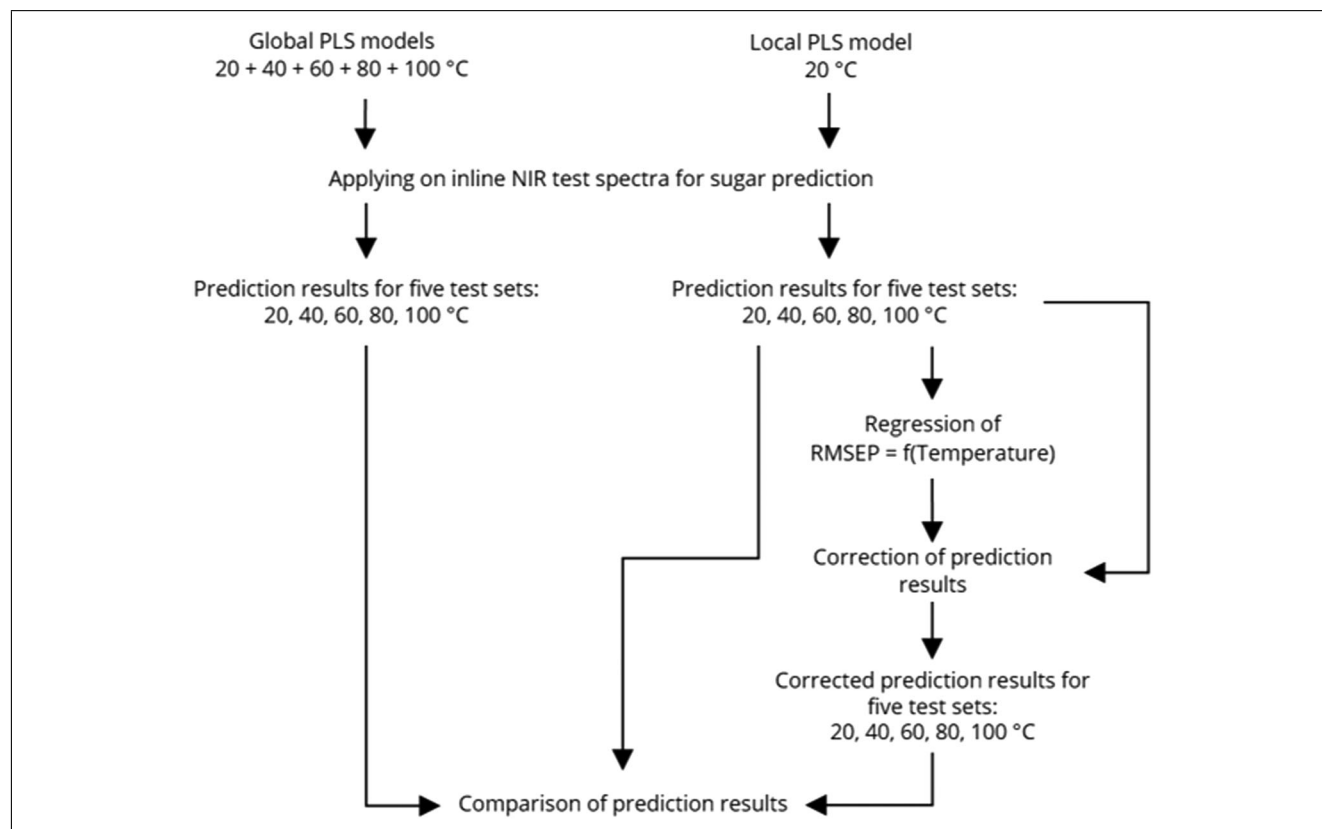 Global PLS models
20 + 40 + 60 + 80 + 100 °C
Local PLS model
20 °C
Applying on inline NIR test spectra for sugar prediction
Prediction results for five test sets:
20, 40, 60, 80, 100 °C
Prediction results for five test sets:
20, 40, 60, 80, 100 °C
Regression of
RMSEP = f(Temperature)
Correction of prediction
results
Corrected prediction results for
five test sets:
20, 40, 60, 80, 100 °C
Comparison of prediction results